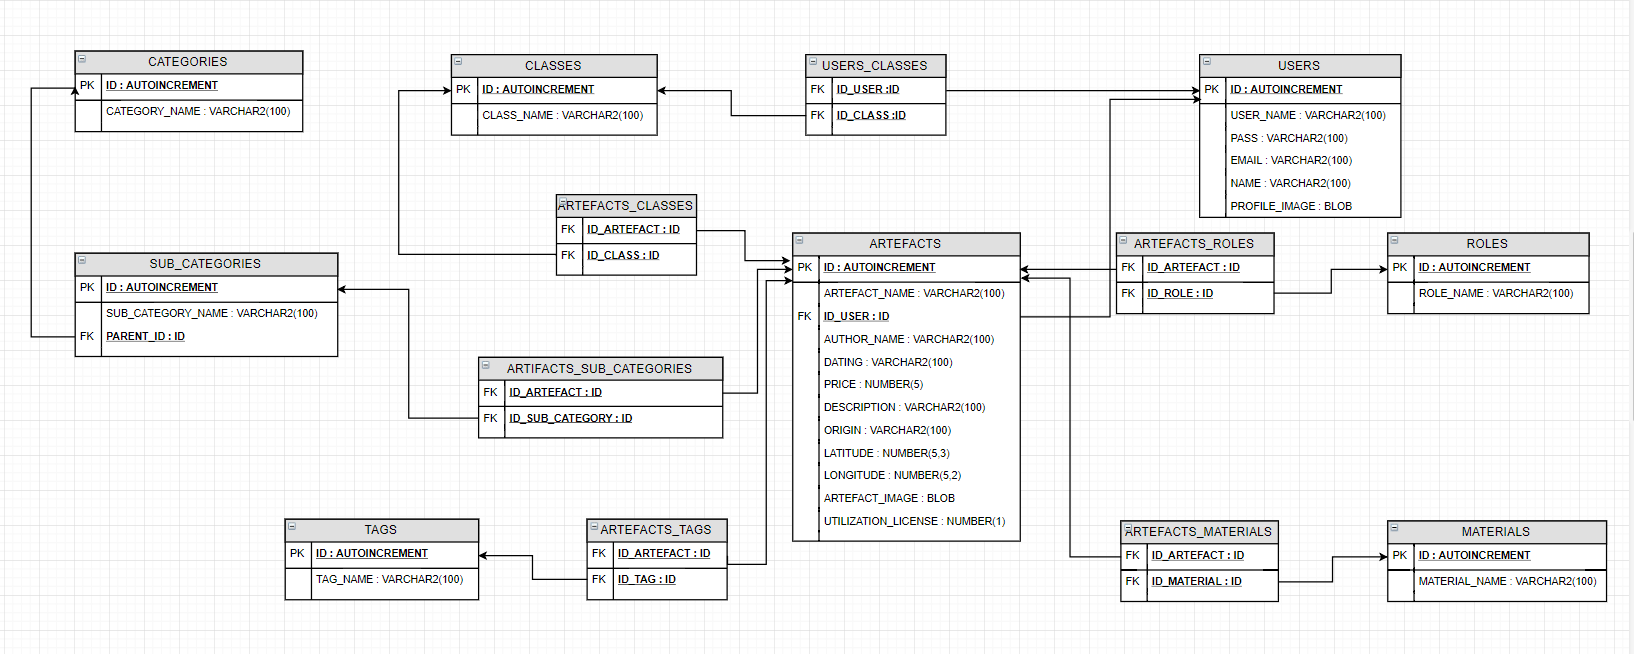 CATEGORIES
PK ID : AUTOINCREMENT
CATEGORY_NAME : VARCHAR2(100)
CLASSES
PK ID : AUTOINCREMENT
CLASS_NAME : VARCHAR2(100)
USERS_CLASSES
FK ID_USER :ID
FK ID_CLASS :ID
USERS
PK ID : AUTOINCREMENT
USER_NAME : VARCHAR2(100)
PASS : VARCHAR2(100)
EMAIL : VARCHAR2(100)
NAME : VARCHAR2(100)
PROFILE_IMAGE : BLOB
ARTEFACTS_CLASSES
FK ID_ARTEFACT : ID
FK ID_CLASS : ID
SUB_CATEGORIES
PK ID : AUTOINCREMENT
SUB_CATEGORY_NAME : VARCHAR2(100)
FK PARENT_ID : ID
ARTEFACTS
PK ID : AUTOINCREMENT
ARTEFACT_NAME : VARCHAR2(100)
FK ID_USER : ID
AUTHOR_NAME : VARCHAR2(100)
DATING : VARCHAR2(100)
PRICE : NUMBER(5)
DESCRIPTION : VARCHAR2(100)
ORIGIN : VARCHAR2(100)
LATITUDE : NUMBER(5,3)
LONGITUDE : NUMBER(5,2)
ARTEFACT_IMAGE : BLOB
UTILIZATION_LICENSE : NUMBER(1)
ARTEFACTS_ROLES
FK ID_ARTEFACT : ID
FK ID_ROLE : ID
ROLES
PK ID : AUTOINCREMENT
ROLE_NAME : VARCHAR2(100)
ARTIFACTS_SUB_CATEGORIES
FK ID_ARTEFACT : ID
FK ID_SUB_CATEGORY : ID
TAGS
PK ID : AUTOINCREMENT
TAG_NAME : VARCHAR2(100)
ARTEFACTS_TAGS
FK ID_ARTEFACT : ID
FK ID_TAG : ID
ARTEFACTS_MATERIALS
FK ID_ARTEFACT : ID
FK ID_MATERIAL : ID
MATERIALS
PK ID : AUTOINCREMENT
MATERIAL_NAME : VARCHAR2(100)